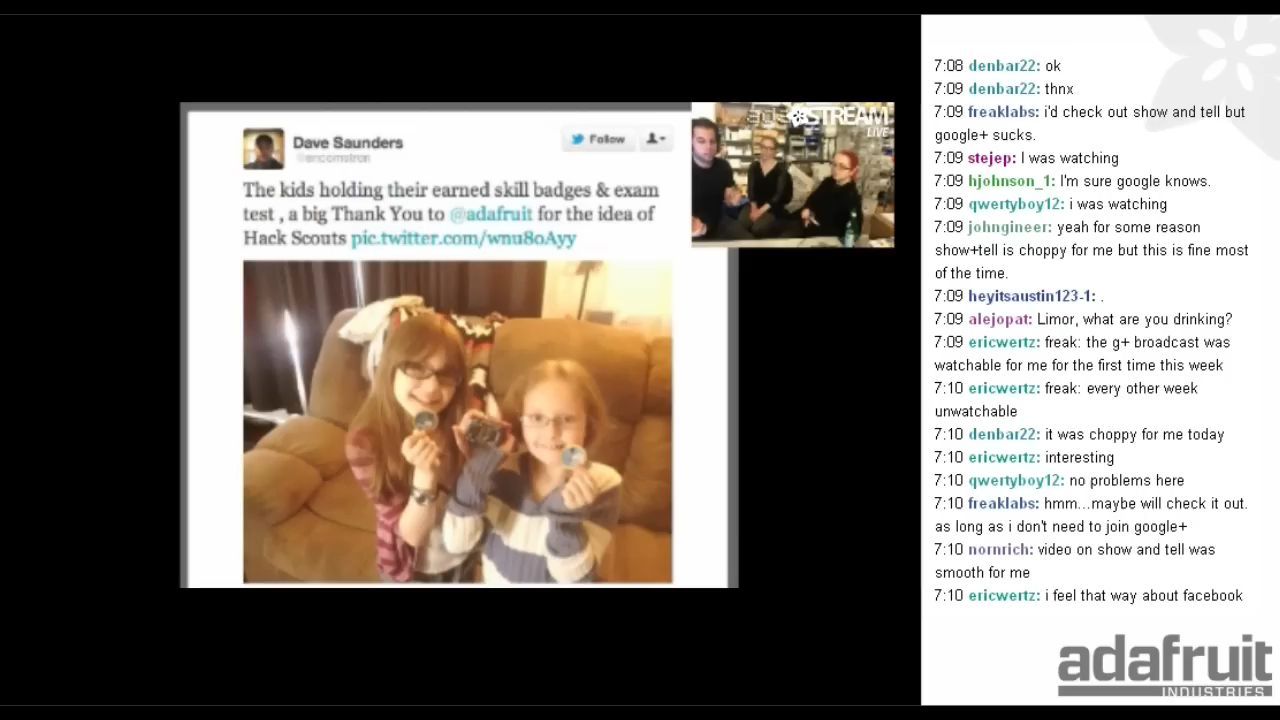 Dave Saunders
@encomstron
Follow
The kids holding their earned skill badges & exam
test , a big Thank You to @adafruit for the idea of
Hack Scouts pic.twitter.com/wnu8oAyy
STREAM
LIVE
7:08 denbar22: ok
7:09 denbar22: thnx
7:09 freaklabs: i'd check out show and tell but
google+ sucks.
7:09 stejep: I was watching
7:09 hjohnson_1: I'm sure google knows.
7:09 qwertyboy12: i was watching
7:09 johngineer: yeah for some reason
show+tell is choppy for me but this is fine most
of the time.
7:09 heyitsaustin123-1: .
7:09 alejopat: Limor, what are you drinking?
7:09 ericwertz: freak: the g+ broadcast was
watchable for me for the first time this week
7:10 ericwertz: freak: every other week
unwatchable
7:10 denbar22: it was choppy for me today
7:10 ericwertz: interesting
7:10 qwertyboy12: no problems here
7:10 freaklabs: hmm...maybe will check it out.
as long as i don't need to join google+
7:10 nornrich: video on show and tell was
smooth for me
7:10 ericwertz: i feel that way about facebook
adafruit
INDUSTRIES